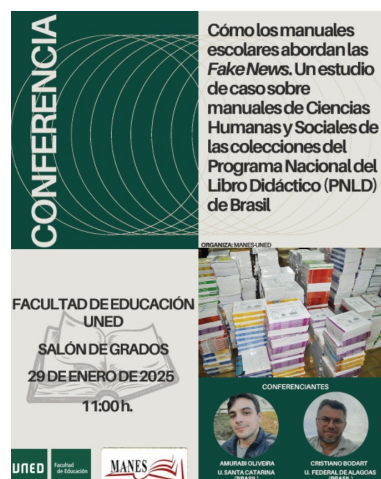 CONFERENCIA
Cómo los manuales
escolares abordan las
Fake News. Un estudio
de caso sobre
manuales de Ciencias
Humanas y Sociales de
las colecciones del
Programa Nacional del
Libro Didáctico (PNLD)
de Brasil
ORGANIZA: MANES-UNED
FACULTAD DE EDUCACIÓN
UNED
SALÓN DE GRADOS
29 DE ENERO DE 2025
11:00 h.
CONFERENCIANTES
AMURABI OLIVEIRA
U. SANTA CATARINA
(BRASIL)
CRISTIANO BODART
U. FEDERAL DE ALAGOAS
(BRASIL)
UNED
Facultad
de Educación
MANES